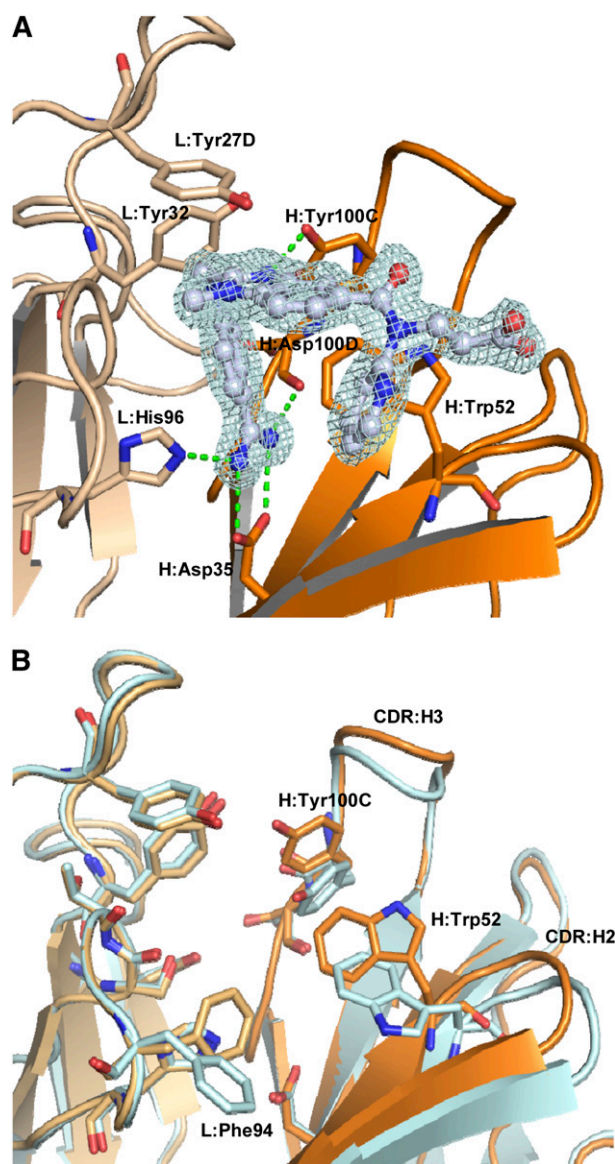 A
L:Tyr27D
L:Tyr32
H:Tyr100C
H:Asp100D
L:His96
H:Trp52
H:Asp35
B
CDR:H3
H:Tyr100C
H:Trp52
CDR:H2
L:Phe94